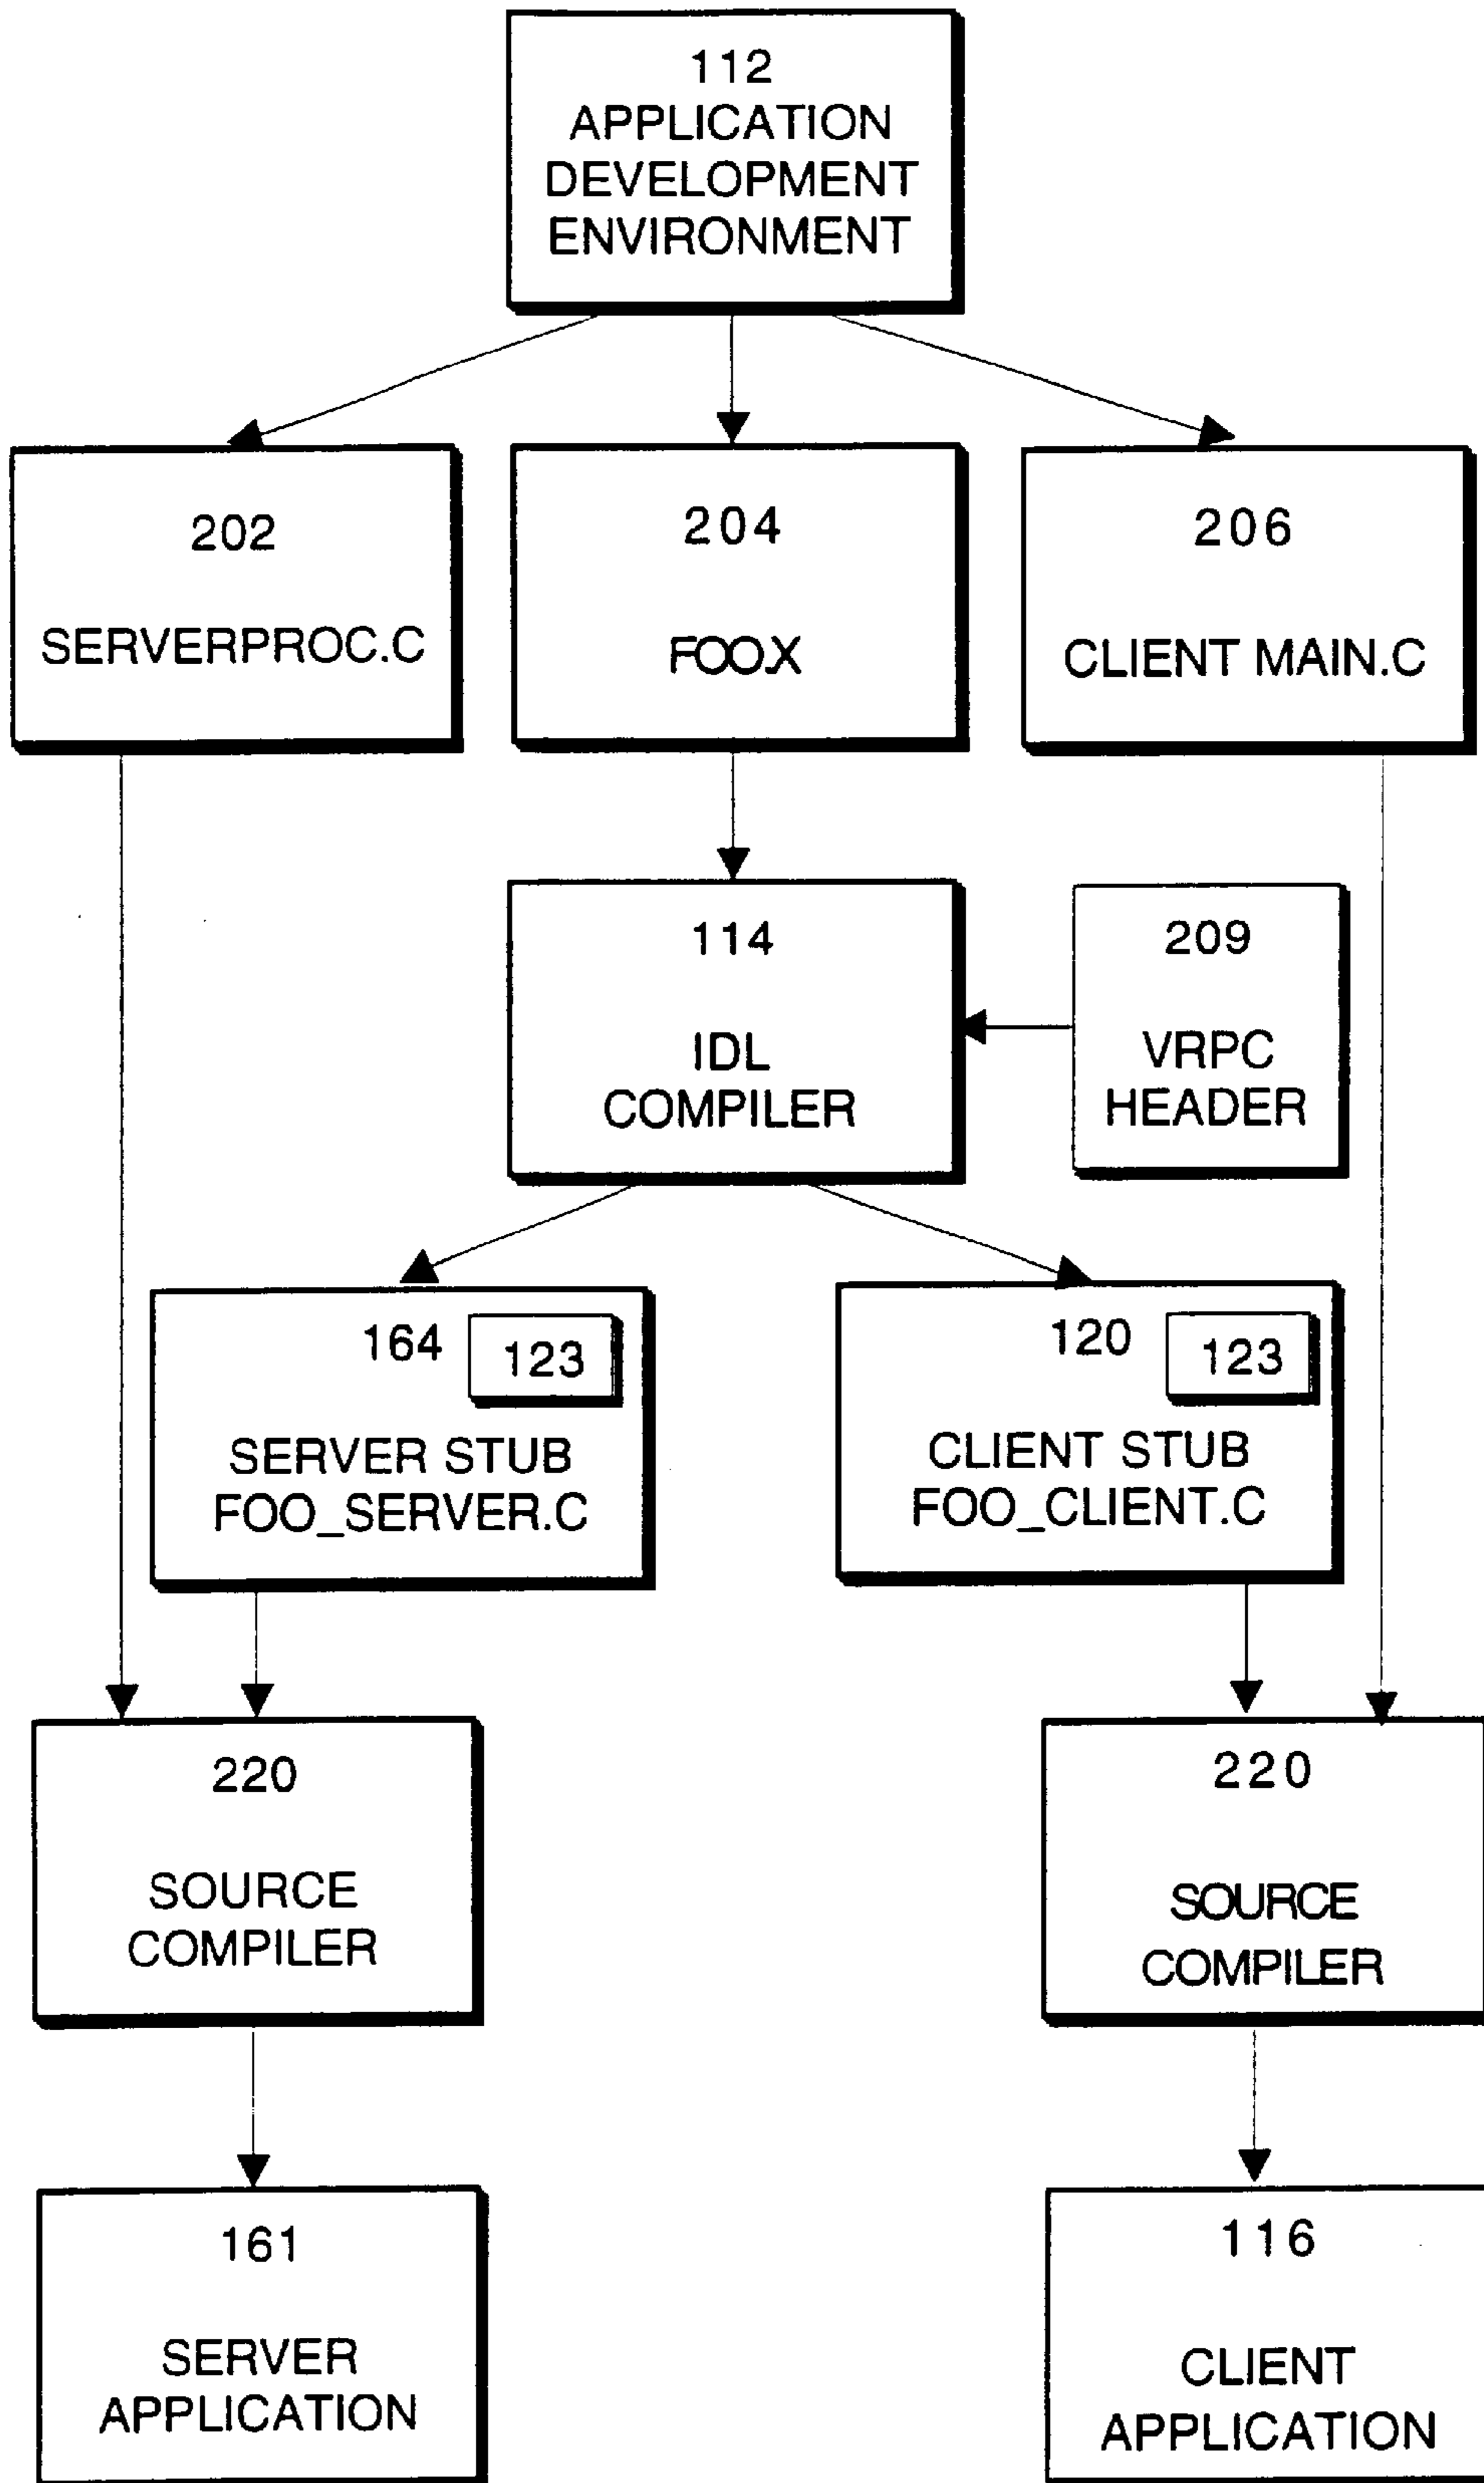 112
APPLICATION
DEVELOPMENT
ENVIRONMENT
202
SERVERPROC.C
204
FOO.X
206
CLIENT MAIN.C
114
IDL
COMPILER
209
VRPC
HEADER
164
123
SERVER STUB
FOO_SERVER.C
120
123
CLIENT STUB
FOO_CLIENT.C
220
SOURCE
COMPILER
220
SOURCE
COMPILER
161
SERVER
APPLICATION
116
CLIENT
APPLICATION